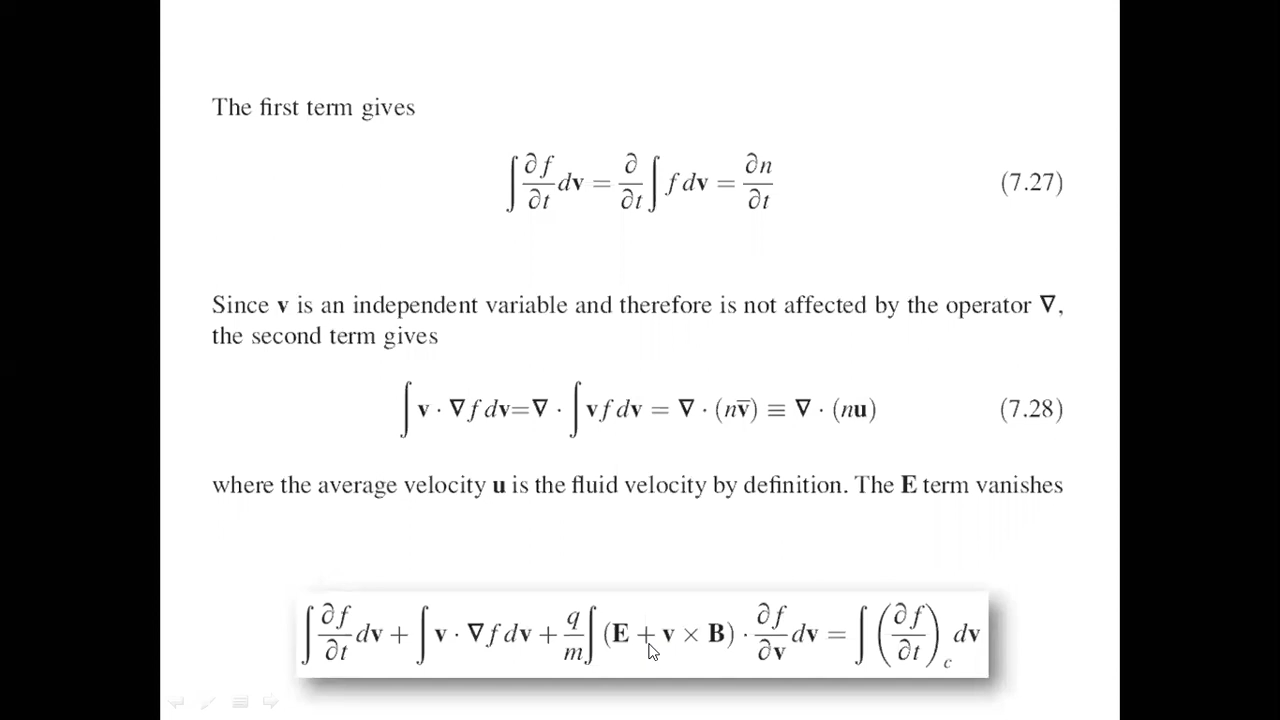 The first term gives
∫ ∂f/∂t d𝐯 = ∂/∂t ∫ f d𝐯 = ∂n/∂t (7.27)
Since 𝐯 is an independent variable and therefore is not affected by the operator ∇,
the second term gives
∫ 𝐯 · ∇f d𝐯 = ∇ · ∫ 𝐯f d𝐯 = ∇ · (n𝐯̅) ≡ ∇ · (n𝐮) (7.28)
where the average velocity 𝐮 is the fluid velocity by definition. The 𝐄 term vanishes
∫ ∂f/∂t d𝐯 + ∫ 𝐯 · ∇f d𝐯 + q/m ∫ (𝐄 + 𝐯 × 𝐁) · ∂f/∂𝐯 d𝐯 = ∫ (∂f/∂t)_c d𝐯